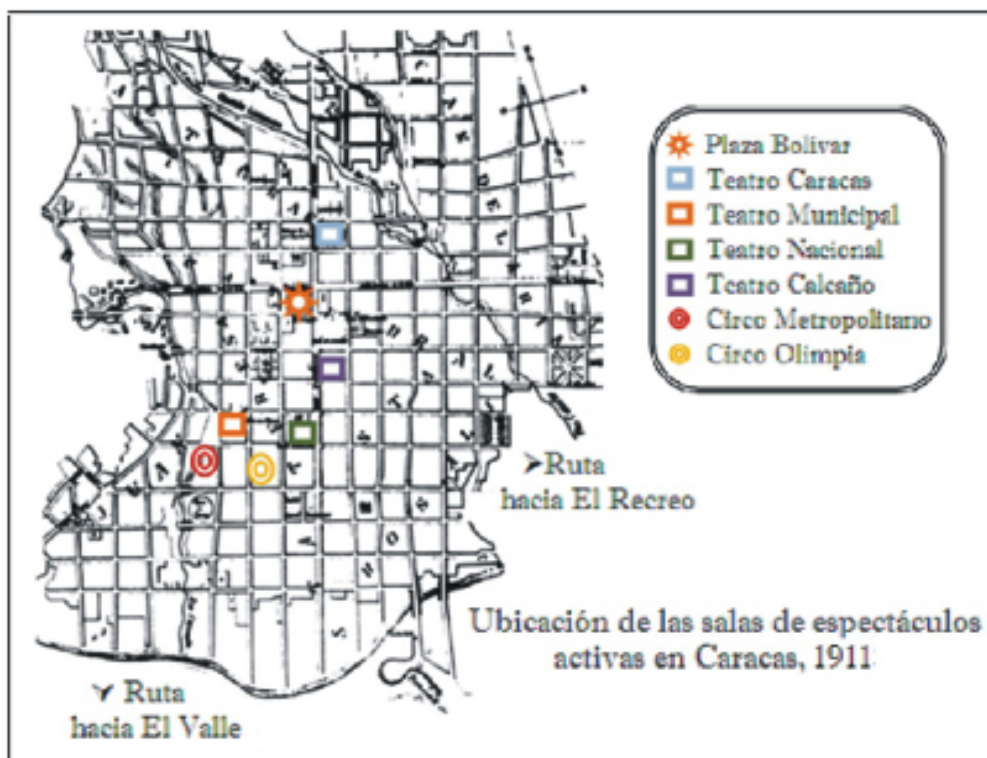 Plaza Bolívar
Teatro Caracas
Teatro Municipal
Teatro Nacional
Teatro Calcaño
Circo Metropolitano
Circo Olimpia
Ruta
hacia El Recreo
Ubicación de las salas de espectáculos
activas en Caracas, 1911
Ruta
hacia El Valle